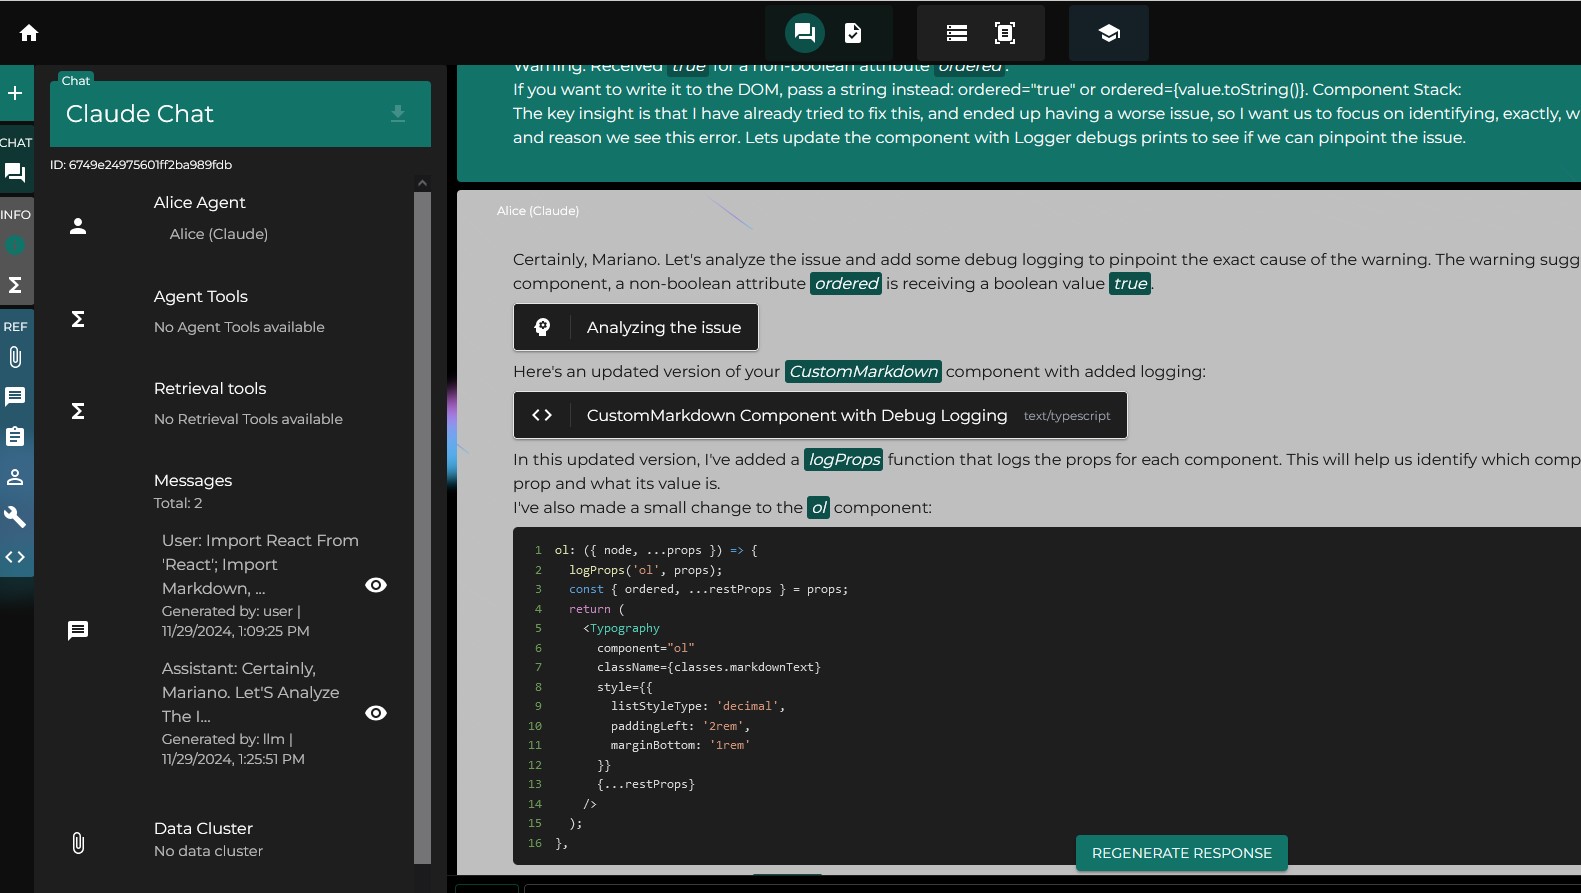 Chat
Claude Chat
ID: 6749e24975601ff2ba989fdb
CHAT
INFO
REF
Alice Agent
Alice (Claude)
Agent Tools
No Agent Tools available
Retrieval tools
No Retrieval Tools available
Messages
Total: 2
User: Import React From
'React'; Import
Markdown, ...
Generated by: user |
11/29/2024, 1:09:25 PM
Assistant: Certainly,
Mariano. Let'S Analyze
The I...
Generated by: llm |
11/29/2024, 1:25:51 PM
Data Cluster
No data cluster
Warning: Received true for a non-boolean attribute ordered.
If you want to write it to the DOM, pass a string instead: ordered="true" or ordered={value.toString()}. Component Stack:
The key insight is that I have already tried to fix this, and ended up having a worse issue, so I want us to focus on identifying, exactly, w
and reason we see this error. Lets update the component with Logger debugs prints to see if we can pinpoint the issue.
Alice (Claude)
Certainly, Mariano. Let's analyze the issue and add some debug logging to pinpoint the exact cause of the warning. The warning sugg
component, a non-boolean attribute ordered is receiving a boolean value true.
Analyzing the issue
Here's an updated version of your CustomMarkdown component with added logging:
CustomMarkdown Component with Debug Logging text/typescript
In this updated version, I've added a logProps function that logs the props for each component. This will help us identify which comp
prop and what its value is.
I've also made a small change to the ol component:
1 ol: ({ node, ...props }) => {
2 logProps('ol', props);
3 const { ordered, ...restProps } = props;
4 return (
5 <Typography
6 component="ol"
7 className={classes.markdownText}
8 style={{
9 listStyleType: 'decimal',
10 paddingLeft: '2rem',
11 marginBottom: '1rem'
12 }}
13 {...restProps}
14 />
15 );
16 },
REGENERATE RESPONSE